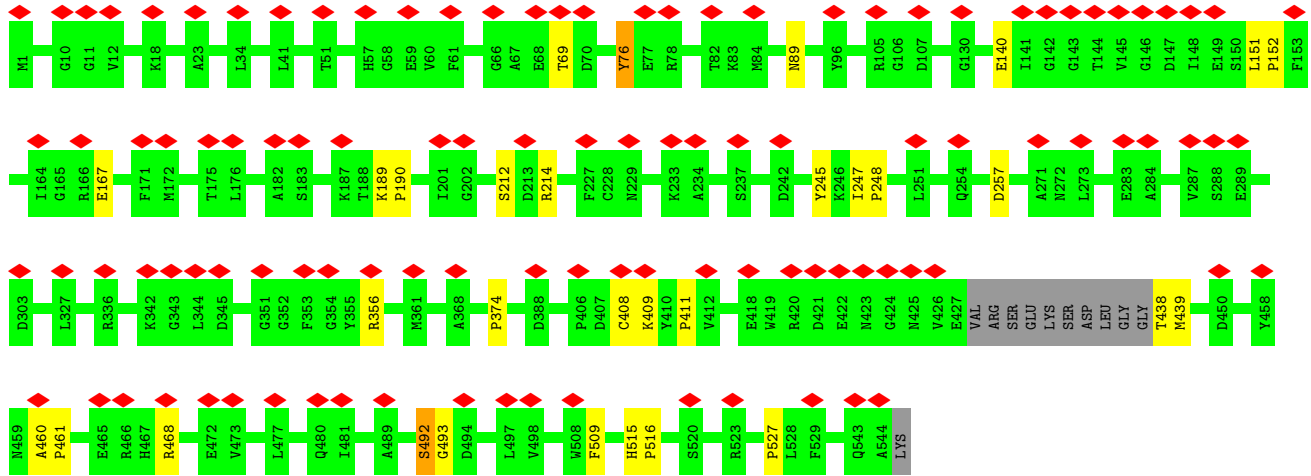 M1 G10 G11 V12 K18 A23 L34 L41 T51 H57 G58 E59 V60 F61 G66 A67 E68 T69 D70 Y76 E77 R78 T82 K83 M84 N89 Y96 R105 G106 D107 G130 E140 I141 G142 G143 T144 V145 G146 D147 I148 E149 S150 L151 P152 F153
I164 G165 R166 E167 F171 M172 T175 L176 A182 S183 K187 T188 K189 P190 I201 G202 S212 D213 R214 F227 C228 N229 K233 A234 S237 D242 Y245 K246 I247 P248 L251 Q254 D257 A271 N272 L273 E283 A284 V287 S288 E289
D303 L327 R336 K342 G343 L344 D345 G351 G352 F353 G354 Y355 R356 M361 A368 P374 D388 P406 D407 C408 K409 Y410 P411 V412 E418 W419 R420 D421 E422 N423 G424 N425 V426 E427 VAL ARG SER GLU LYS SER ASP LEU GLY GLY T438 M439 D450 Y458
N459 A460 P461 E465 R466 H467 R468 E472 V473 L477 Q480 I481 A489 S492 G493 D494 L497 V498 W508 F509 H515 P516 S520 R523 P527 L528 F529 Q543 A544 LYS